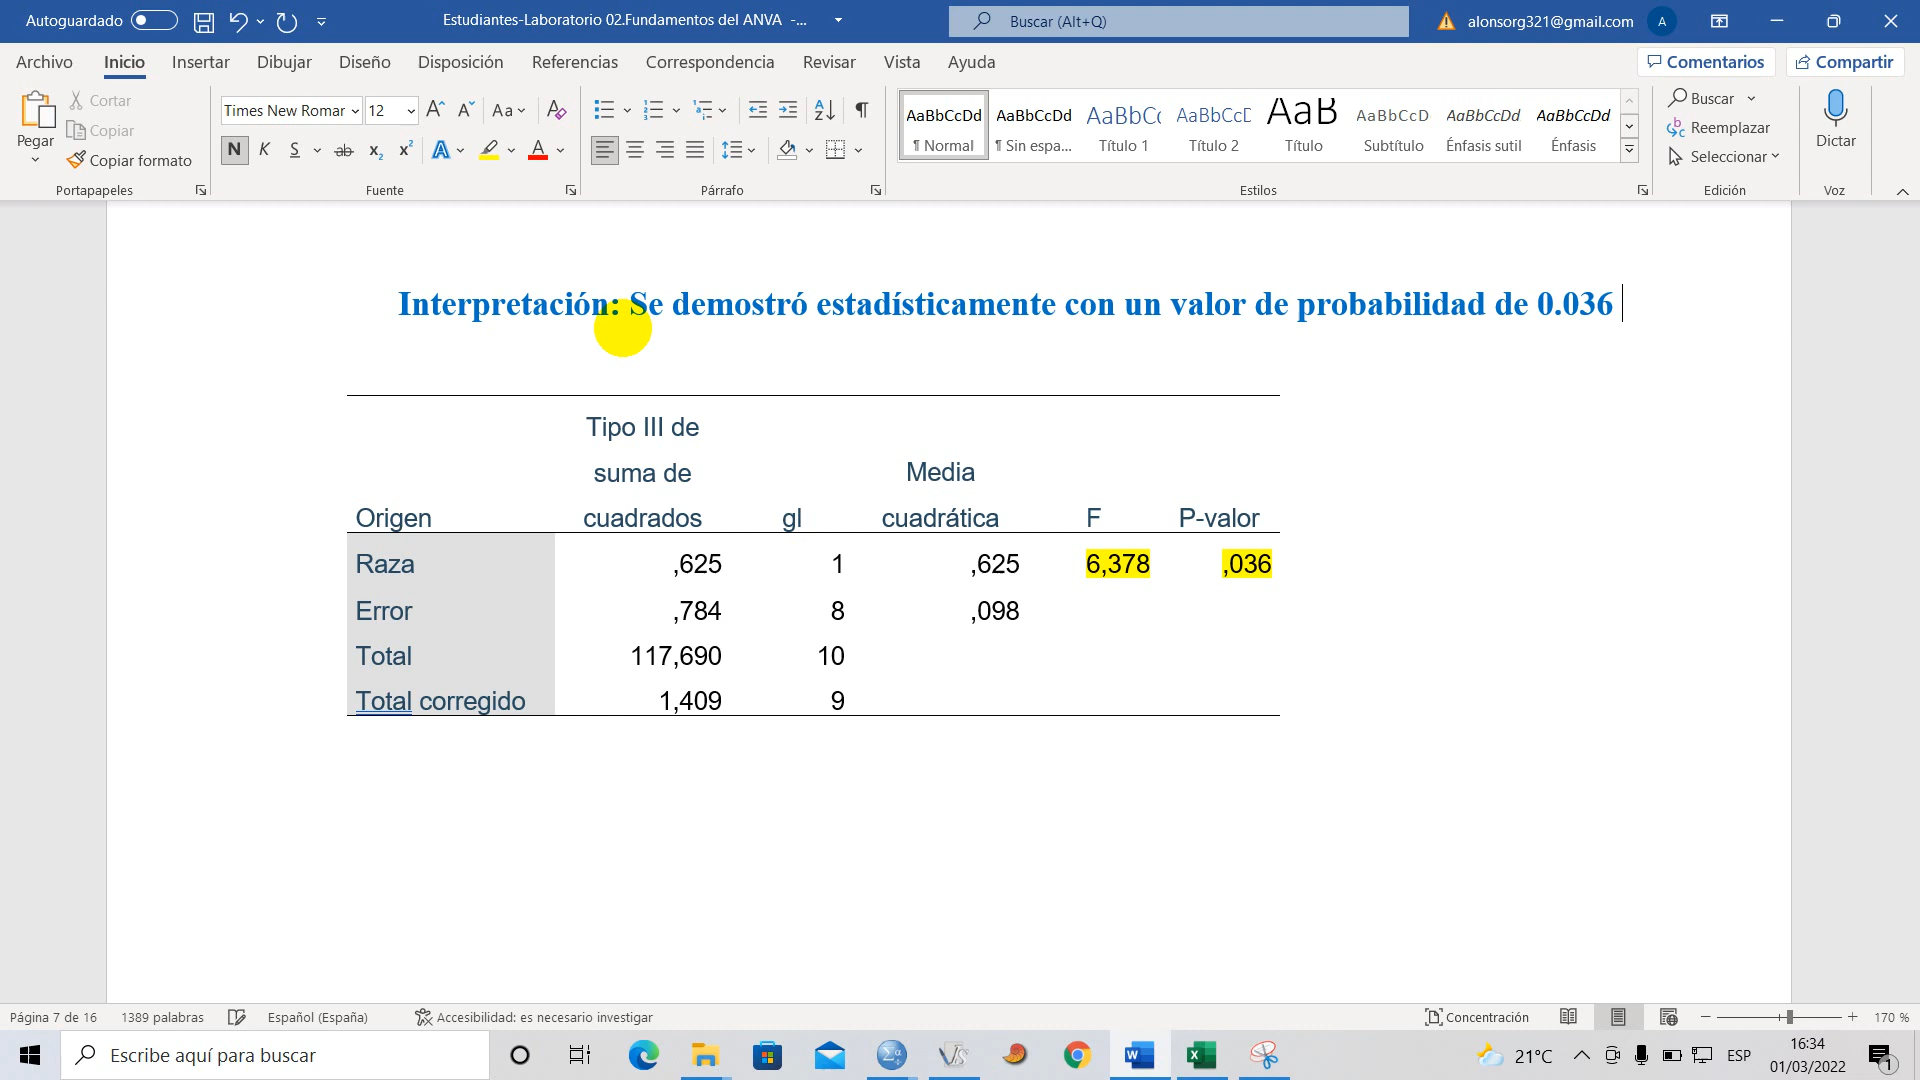 Autoguardado
Estudiantes-Laboratorio 02.Fundamentos del ANVA -...
Buscar (Alt+Q)
alonsorg321@gmail.com
A
Archivo Inicio Insertar Dibujar Diseño Disposición Referencias Correspondencia Revisar Vista Ayuda
Comentarios Compartir
Pegar
Cortar
Copiar
Copiar formato
Portapapeles
Times New Romar 12
Fuente
Párrafo
AaBbCcDd AaBbCcDd AaBbCc AaBbCcD AaB AaBbCcD AaBbCcDd AaBbCcDd
¶ Normal ¶ Sin espa... Título 1 Título 2 Título Subtítulo Énfasis sutil Énfasis
Estilos
Buscar
Reemplazar
Seleccionar
Edición
Dictar
Voz
Interpretación: Se demostró estadísticamente con un valor de probabilidad de 0.036
Tipo III de
suma de Media
Origen cuadrados gl cuadrática F P-valor
Raza ,625 1 ,625 6,378 ,036
Error ,784 8 ,098
Total 117,690 10
Total corregido 1,409 9
Página 7 de 16 1389 palabras Español (España) Accesibilidad: es necesario investigar
Concentración 170 %
Escribe aquí para buscar
21°C ESP
16:34
01/03/2022
1